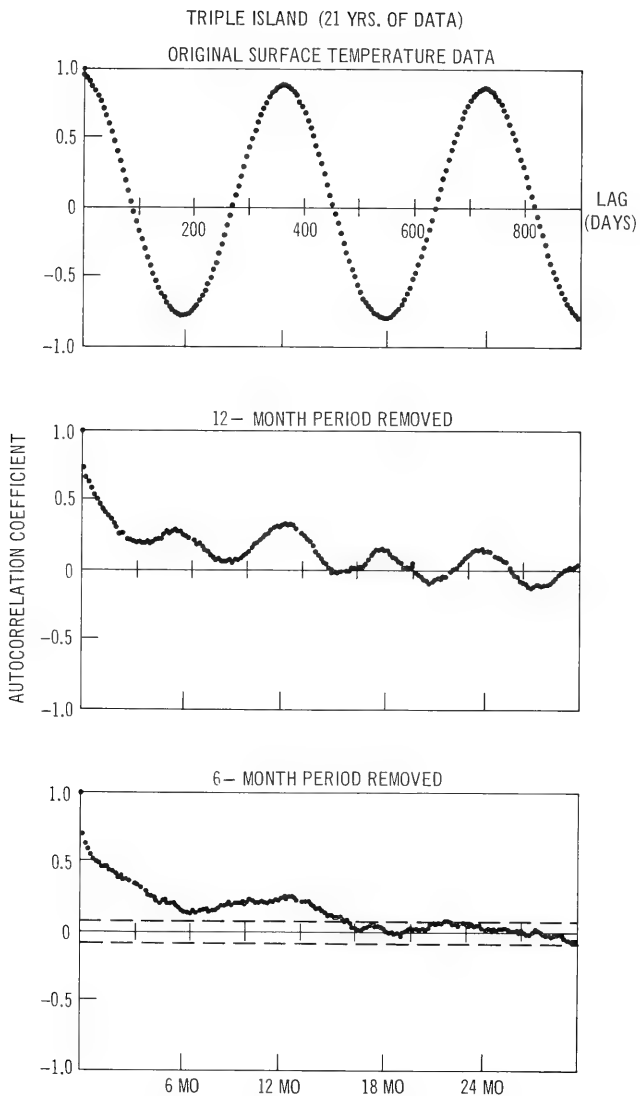 TRIPLE ISLAND (21 YRS. OF DATA)
ORIGINAL SURFACE TEMPERATURE DATA
1.0
0.5
0
-0.5
-1.0
200
400
600
800
LAG
(DAYS)
AUTOCORRELATION COEFFICIENT
12– MONTH PERIOD REMOVED
1.0
0.5
0
-0.5
-1.0
6– MONTH PERIOD REMOVED
1.0
0.5
0
-0.5
-1.0
6 MO
12 MO
18 MO
24 MO